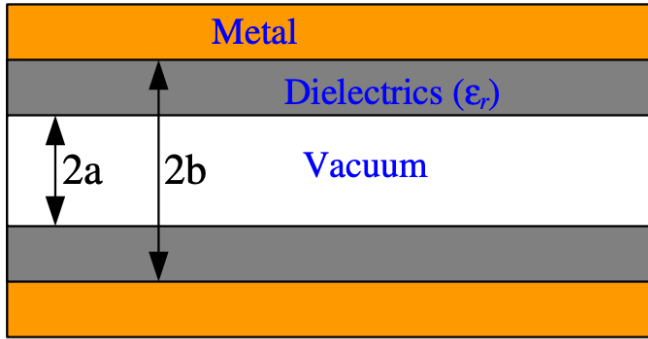 Metal
Dielectrics (εr)
2a
2b
Vacuum